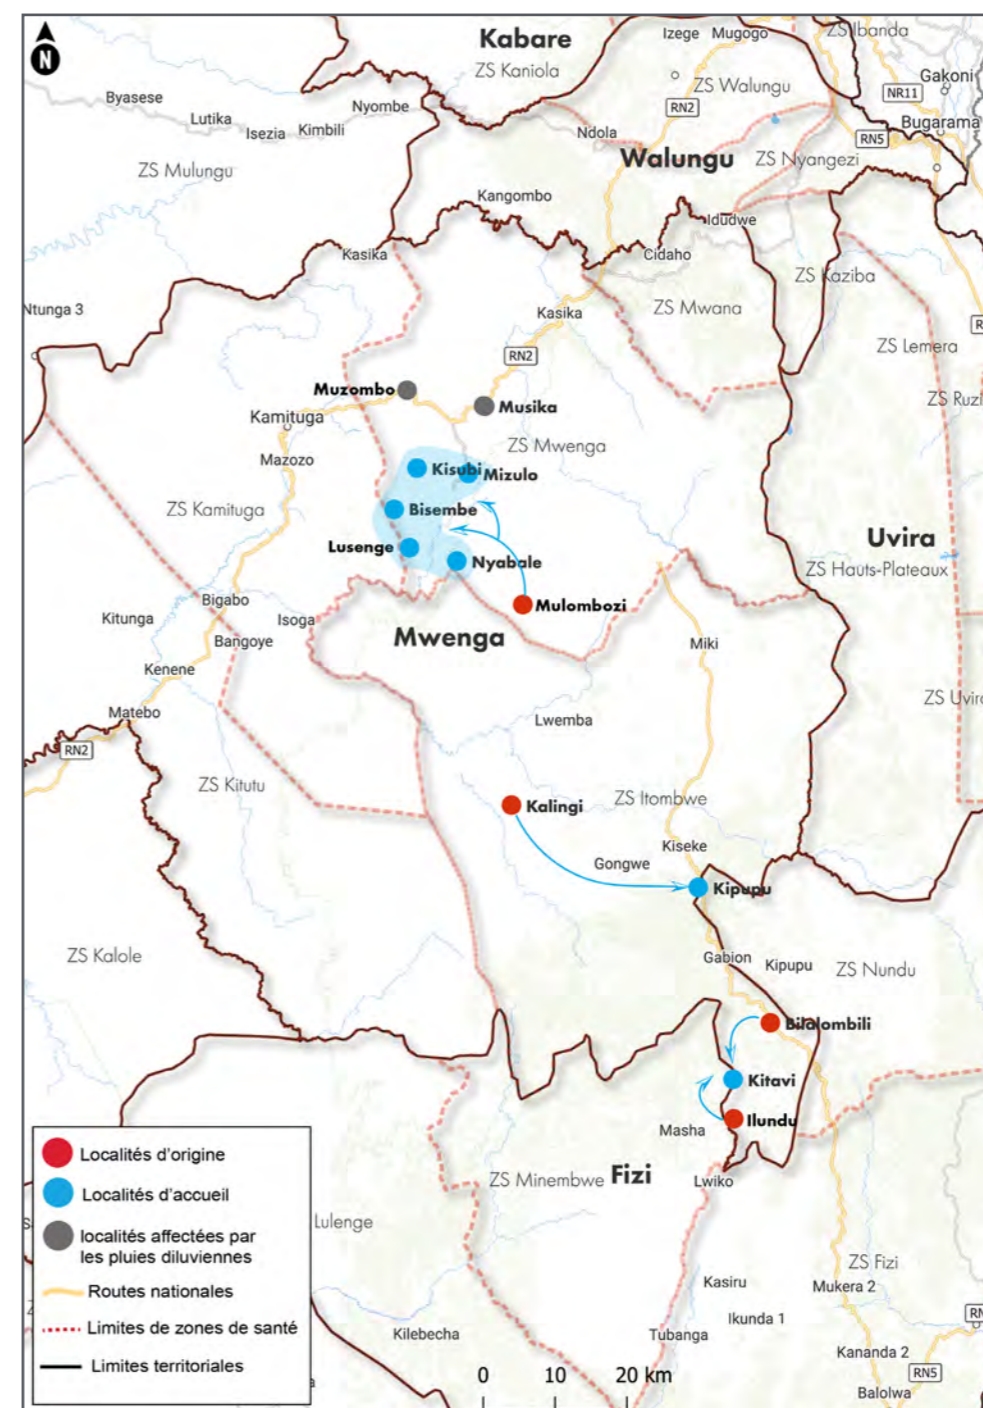 N
Kabare
Izege
Mugogo
ZS Ibanda
ZS Kaniola
Gakoni
ZS Walungu
NR11
Byasese
Nyombe
RN2
Lutika
Isezia
Kimbili
Ndola
Bugarama
RN5
Walungu
ZS Nyangezi
ZS Mulungu
Kangombo
Idudwe
Kasika
Cidaho
ZS Kaziba
Ntunga 3
Kasika
ZS Mwana
ZS Lemera
RN2
Muzombo
Musika
ZS Ruzi
Kamituga
ZS Mwenga
Mazozo
Kisubi
Mizulo
ZS Kamituga
Bisembe
Uvira
Lusenge
Nyabale
ZS Hauts-Plateaux
Bigabo
Mulombozi
Kitunga
Isoga
Bangoye
Mwenga
Miki
Kenene
ZS Uvira
Matebo
Lwemba
RN2
ZS Kitutu
Kalingi
ZS Itombwe
Kiseke
Gongwe
Kipupu
ZS Kalole
Gabion
Kipupu
ZS Nundu
Bilolombili
Kitavi
Ilundu
Masha
ZS Minembwe
Fizi
Lwiko
Lulenge
ZS Fizi
Kasiru
Mukera 2
Ikunda 1
Kilebecha
Tubanga
Kananda 2
RN5
Balolwa
Localités d'origine
Localités d'accueil
localités affectées par
les pluies diluviennes
Routes nationales
Limites de zones de santé
Limites territoriales
0 10 20 km